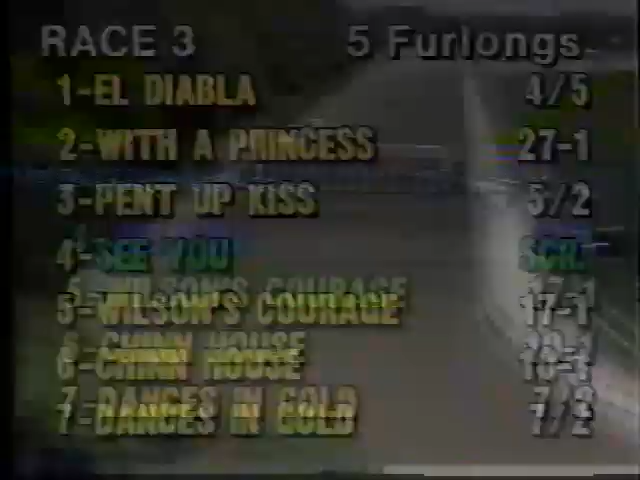 RACE 3 5 Furlongs
1-EL DIABLA 4/5
2-WITH A PRINCESS 27-1
3-PENT UP KISS 5/2
4-SEE YOU SCR.
5-WILSON'S COURAGE 17-1
6-CHINN HOUSE
7-DANCES IN GOLD 7/2